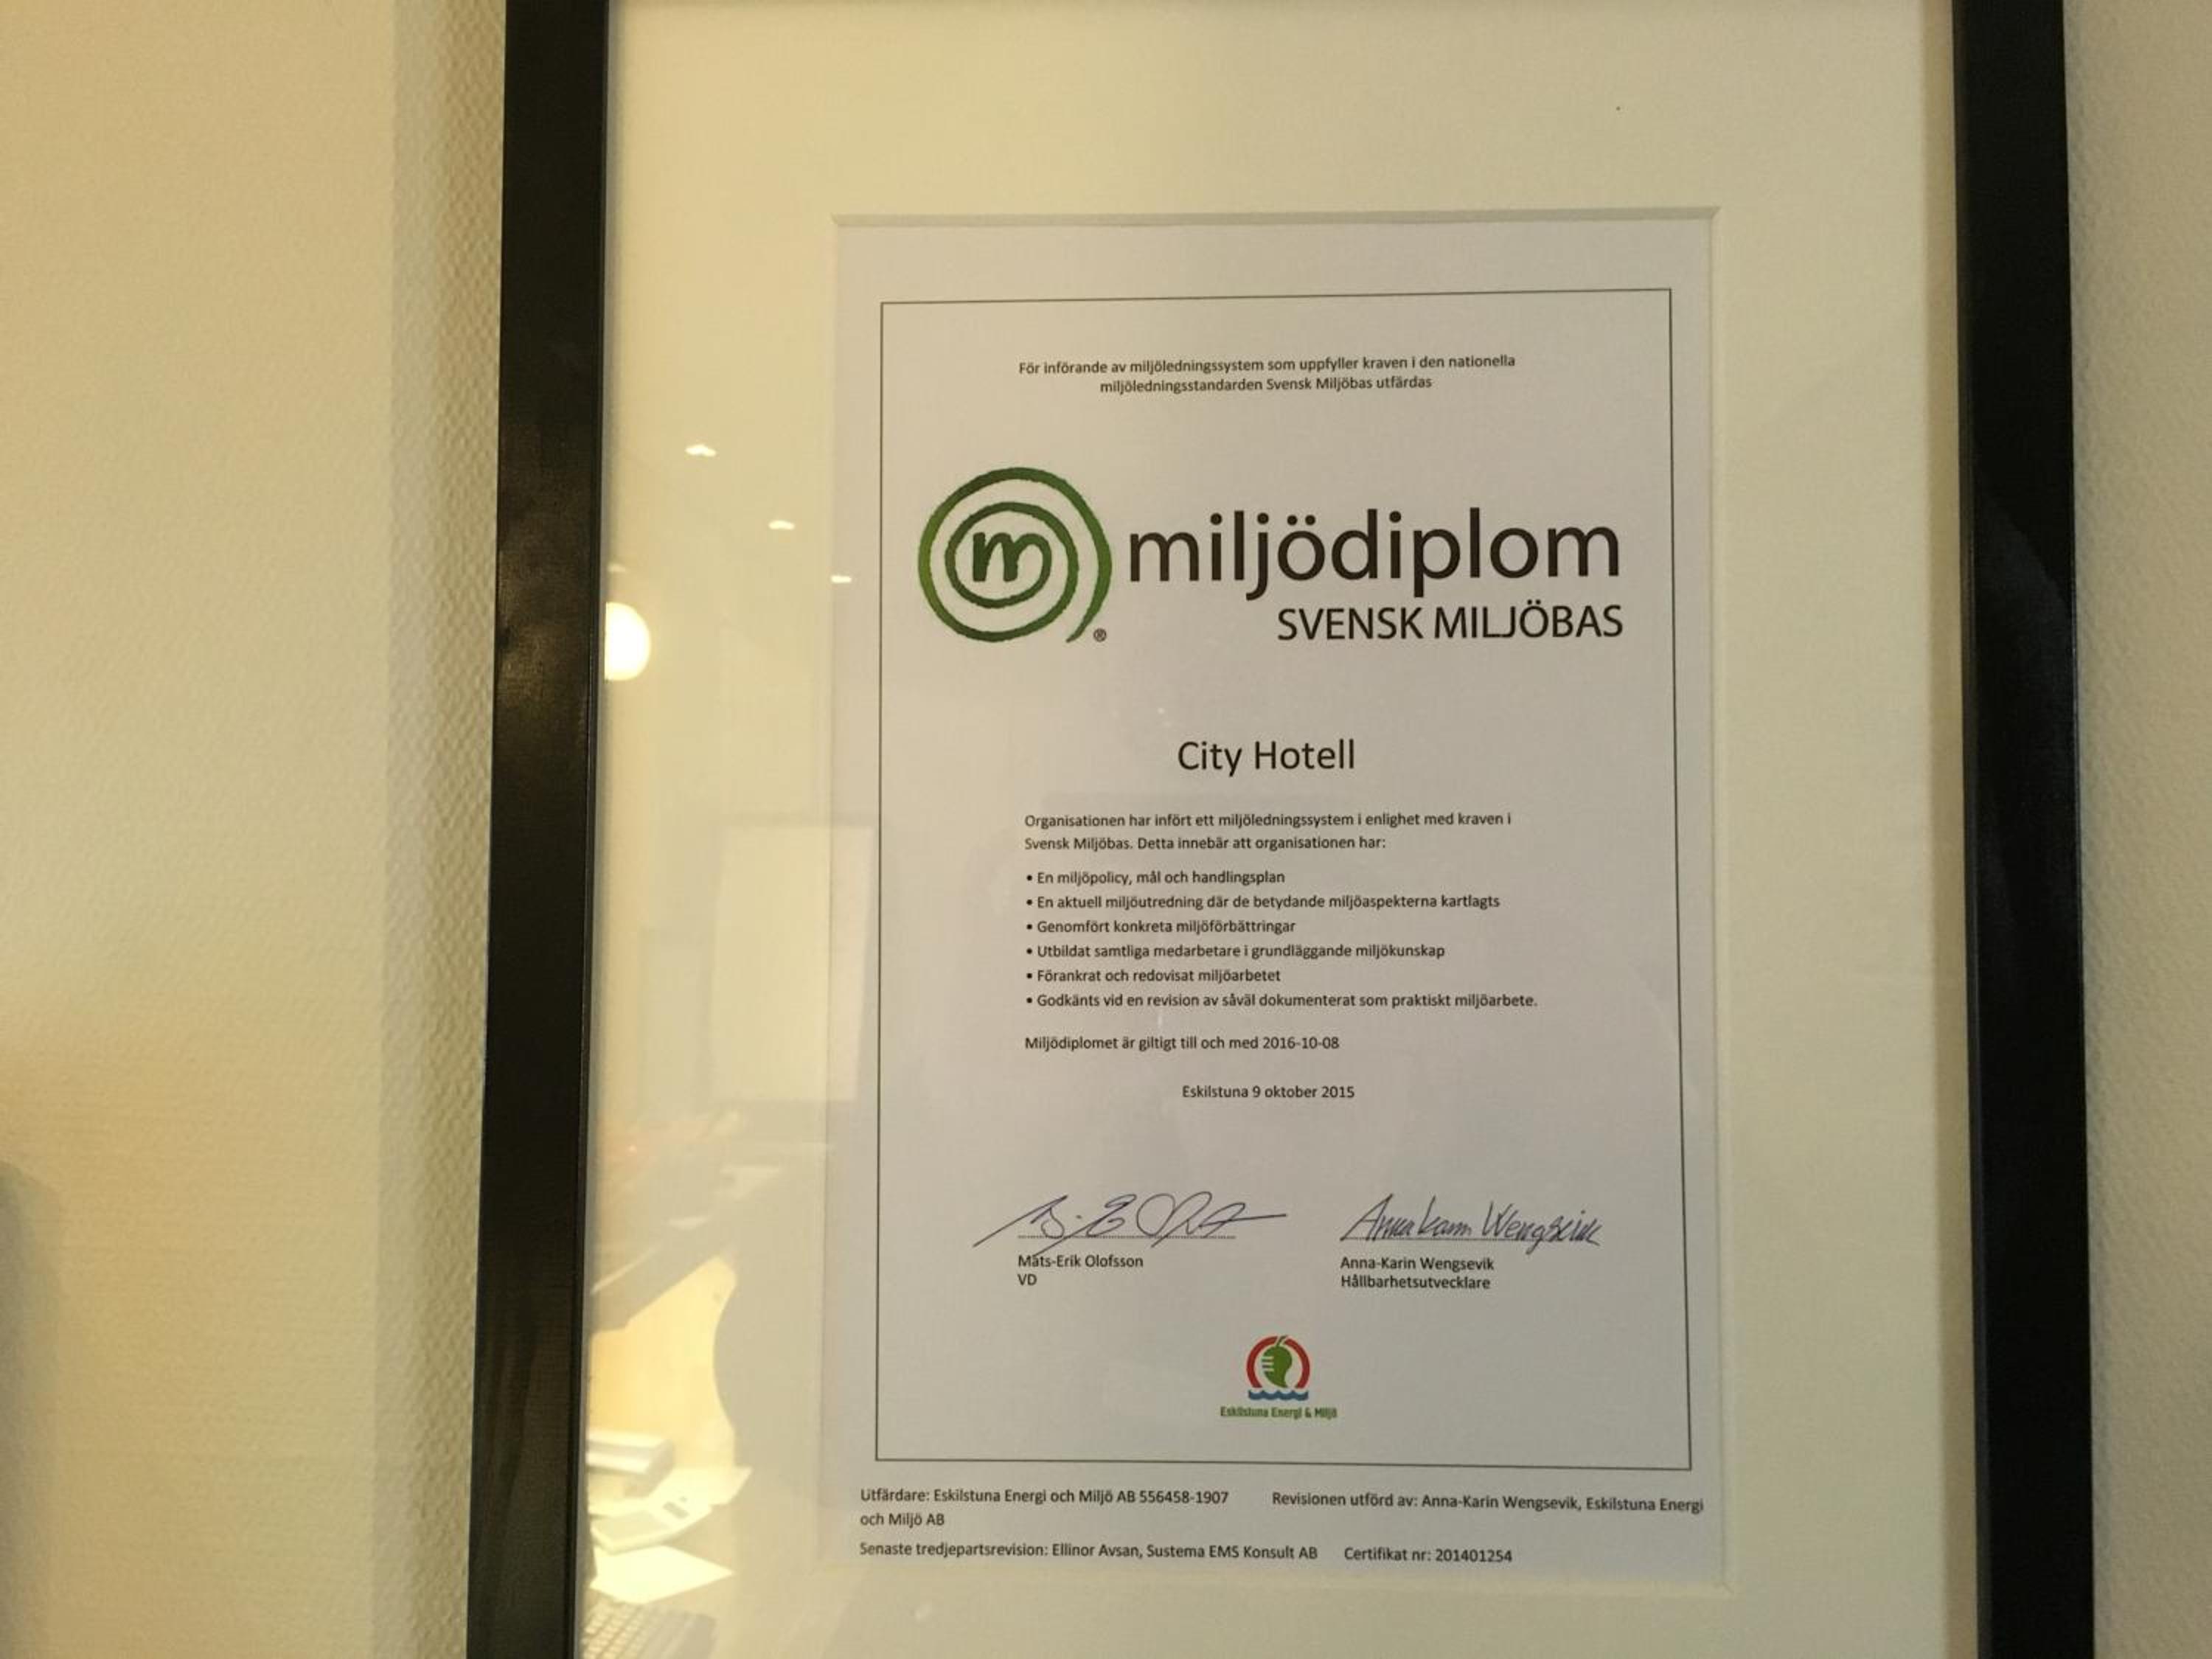 För införande av miljöledningssystem som uppfyller kraven i den nationella
miljöledningsstandarden Svensk Miljöbas utfärdas
m
®
miljödiplom
SVENSK MILJÖBAS
City Hotell
Organisationen har infört ett miljöledningssystem i enlighet med kraven i
Svensk Miljöbas. Detta innebär att organisationen har:
• En miljöpolicy, mål och handlingsplan
• En aktuell miljöutredning där de betydande miljöaspekterna kartlagts
• Genomfört konkreta miljöförbättringar
• Utbildat samtliga medarbetare i grundläggande miljökunskap
• Förankrat och redovisat miljöarbetet
• Godkänts vid en revision av såväl dokumenterat som praktiskt miljöarbete.
Miljödiplomet är giltigt till och med 2016-10-08
Eskilstuna 9 oktober 2015
Anna Karin Wengsevik
Mats-Erik Olofsson
VD
Anna-Karin Wengsevik
Hållbarhetsutvecklare
Eskilstuna Energi & Miljö
Utfärdare: Eskilstuna Energi och Miljö AB 556458-1907 Revisionen utförd av: Anna-Karin Wengsevik, Eskilstuna Energi
och Miljö AB
Senaste tredjepartsrevision: Ellinor Avsan, Sustema EMS Konsult AB Certifikat nr: 201401254